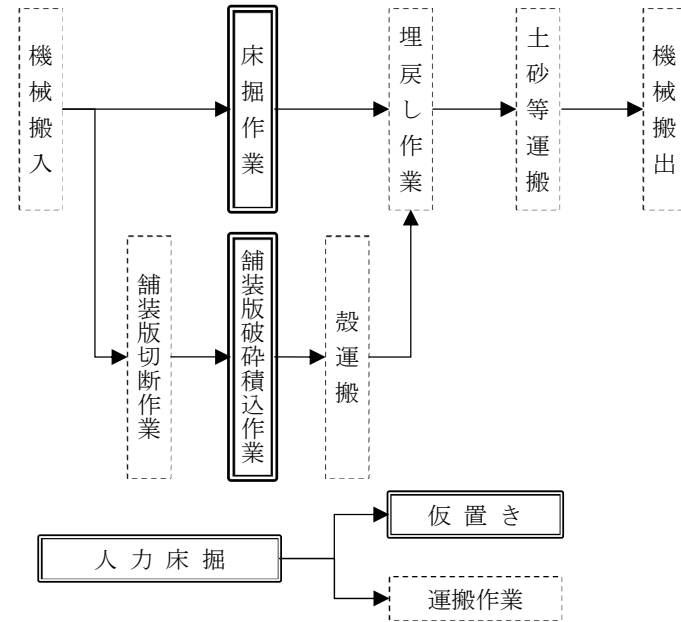 機械搬入
床掘作業
埋戻し作業
土砂等運搬
機械搬出
舗装版切断作業
舗装版破砕積込作業
殻運搬
人力床掘
仮置き
運搬作業